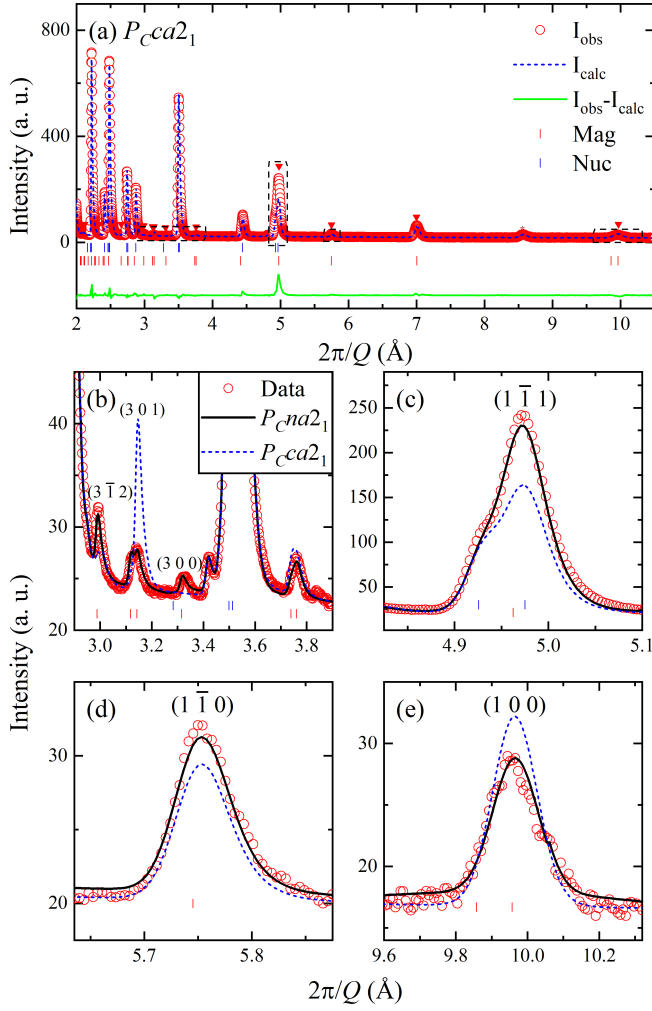 (a) P_Cca2₁
I_obs
I_calc
I_obs-I_calc
Mag
Nuc
Intensity (a. u.)
800
400
0
2 3 4 5 6 7 8 9 10
2π/Q (Å)
(b)
Data
P_Cna2₁
P_Cca2₁
(3 0 1)
(3 1̅ 2)
(3 0 0)
40
30
20
3.0 3.2 3.4 3.6 3.8
(c)
(1 1̅ 1)
250
200
150
100
50
4.9 5.0 5.1
Intensity (a. u.)
(d)
(1 1̅ 0)
30
20
5.7 5.8
(e)
(1 0 0)
30
20
9.6 9.8 10.0 10.2
2π/Q (Å)
2π/Q (Å)